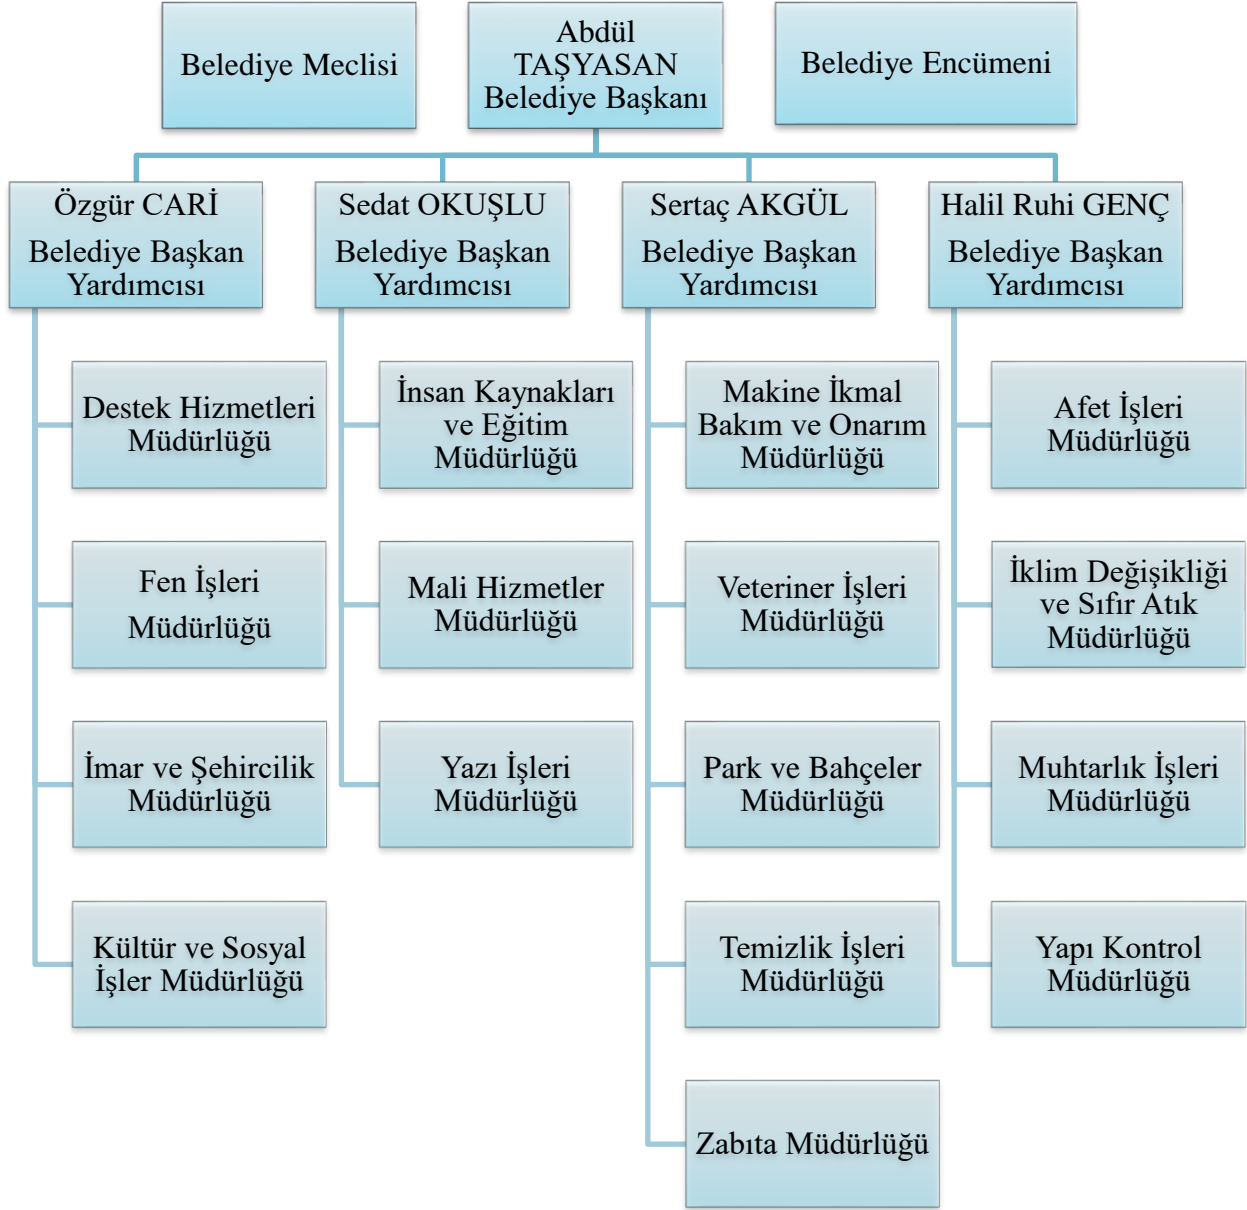 Belediye Meclisi
Abdül
TAŞYASAN
Belediye Başkanı
Belediye Encümeni
Özgür CARİ
Belediye Başkan
Yardımcısı
Sedat OKUŞLU
Belediye Başkan
Yardımcısı
Sertaç AKGÜL
Belediye Başkan
Yardımcısı
Halil Ruhi GENÇ
Belediye Başkan
Yardımcısı
Destek Hizmetleri
Müdürlüğü
Fen İşleri
Müdürlüğü
İmar ve Şehircilik
Müdürlüğü
Kültür ve Sosyal
İşler Müdürlüğü
İnsan Kaynakları
ve Eğitim
Müdürlüğü
Mali Hizmetler
Müdürlüğü
Yazı İşleri
Müdürlüğü
Makine İkmal
Bakım ve Onarım
Müdürlüğü
Veteriner İşleri
Müdürlüğü
Park ve Bahçeler
Müdürlüğü
Temizlik İşleri
Müdürlüğü
Zabıta Müdürlüğü
Afet İşleri
Müdürlüğü
İklim Değişikliği
ve Sıfır Atık
Müdürlüğü
Muhtarlık İşleri
Müdürlüğü
Yapı Kontrol
Müdürlüğü